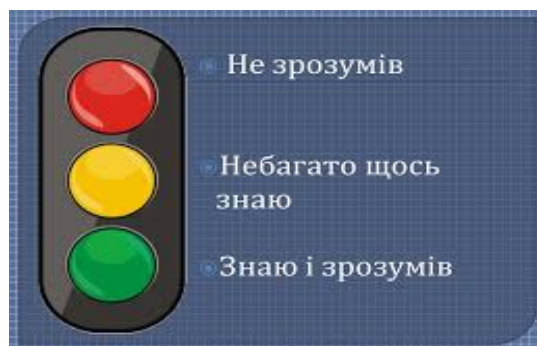 Не зрозумів
Небагато щось
знаю
Знаю і зрозумів